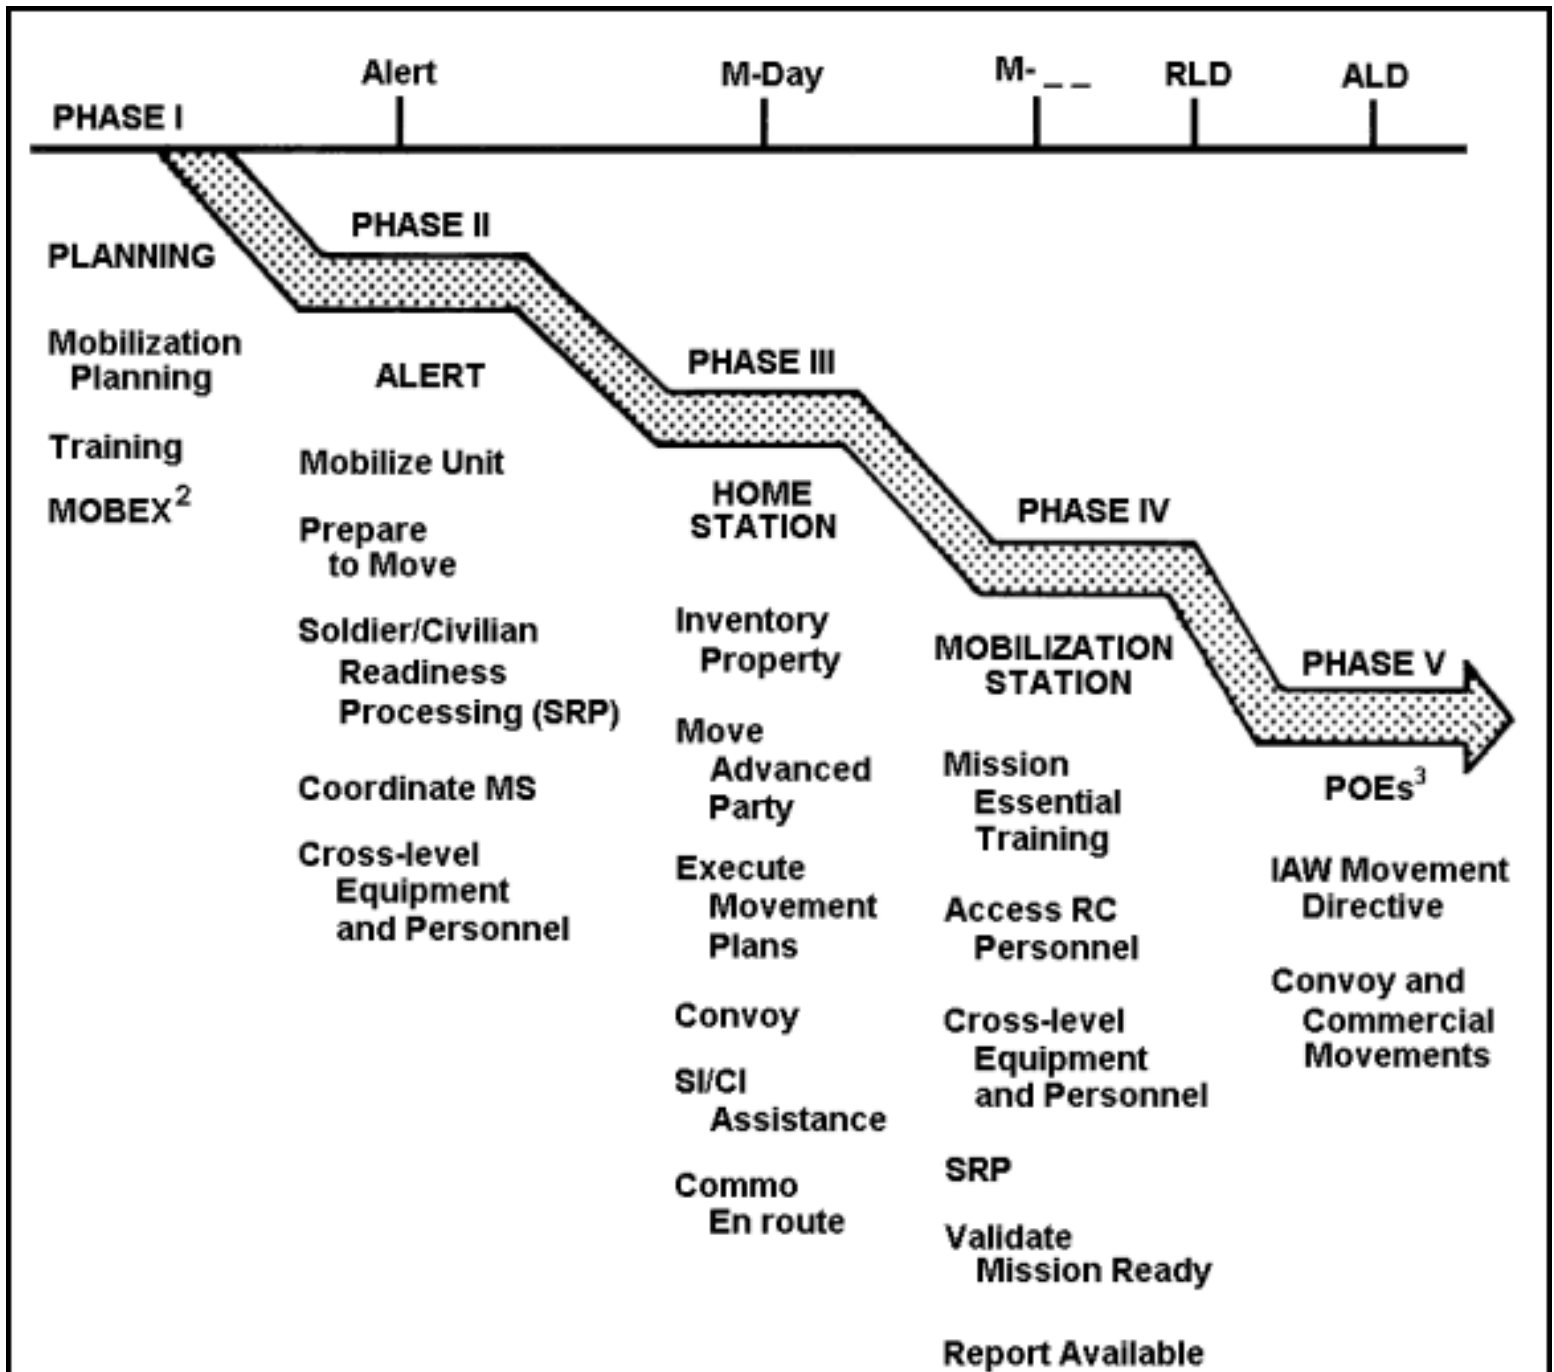 Alert
M-Day
M- _ _
RLD
ALD
PHASE I
PLANNING
Mobilization
Planning
Training
MOBEX²
PHASE II
ALERT
Mobilize Unit
Prepare
to Move
Soldier/Civilian
Readiness
Processing (SRP)
Coordinate MS
Cross-level
Equipment
and Personnel
PHASE III
HOME
STATION
Inventory
Property
Move
Advanced
Party
Execute
Movement
Plans
Convoy
SI/CI
Assistance
Commo
En route
PHASE IV
MOBILIZATION
STATION
Mission
Essential
Training
Access RC
Personnel
Cross-level
Equipment
and Personnel
SRP
Validate
Mission Ready
Report Available
PHASE V
POEs³
IAW Movement
Directive
Convoy and
Commercial
Movements